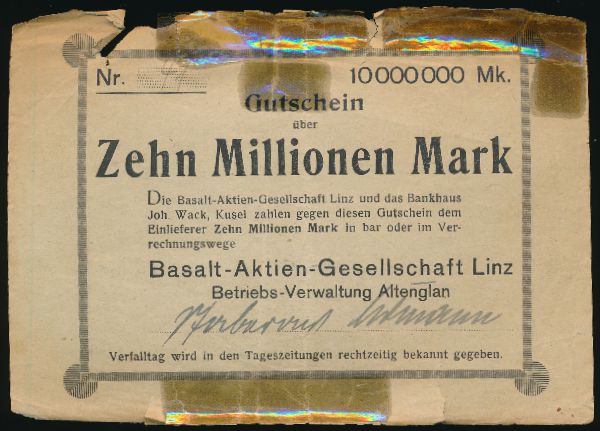 Nr. 10000000 Mk.
Gutschein
über
Zehn Millionen Mark
Die Basalt-Aktien-Gesellschaft Linz und das Bankhaus
Joh. Wack, Kusel zahlen gegen diesen Gutschein dem
Einlieferer Zehn Millionen Mark in bar oder im Ver-
rechnungswege
Basalt-Aktien-Gesellschaft Linz
Betriebs-Verwaltung Altenglan
Verfalltag wird in den Tageszeitungen rechtzeitig bekannt gegeben.